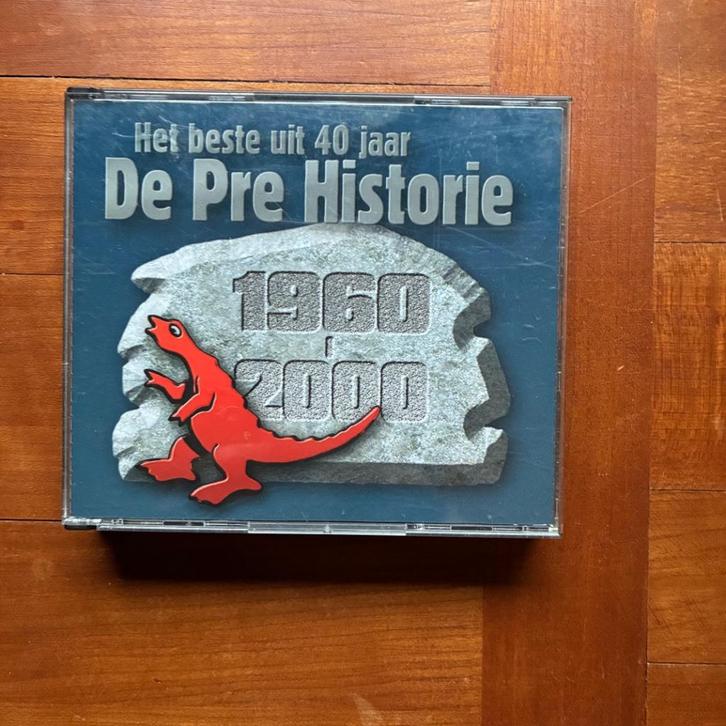 Het beste uit 40 jaar
De Pre Historie
1960
-
2000